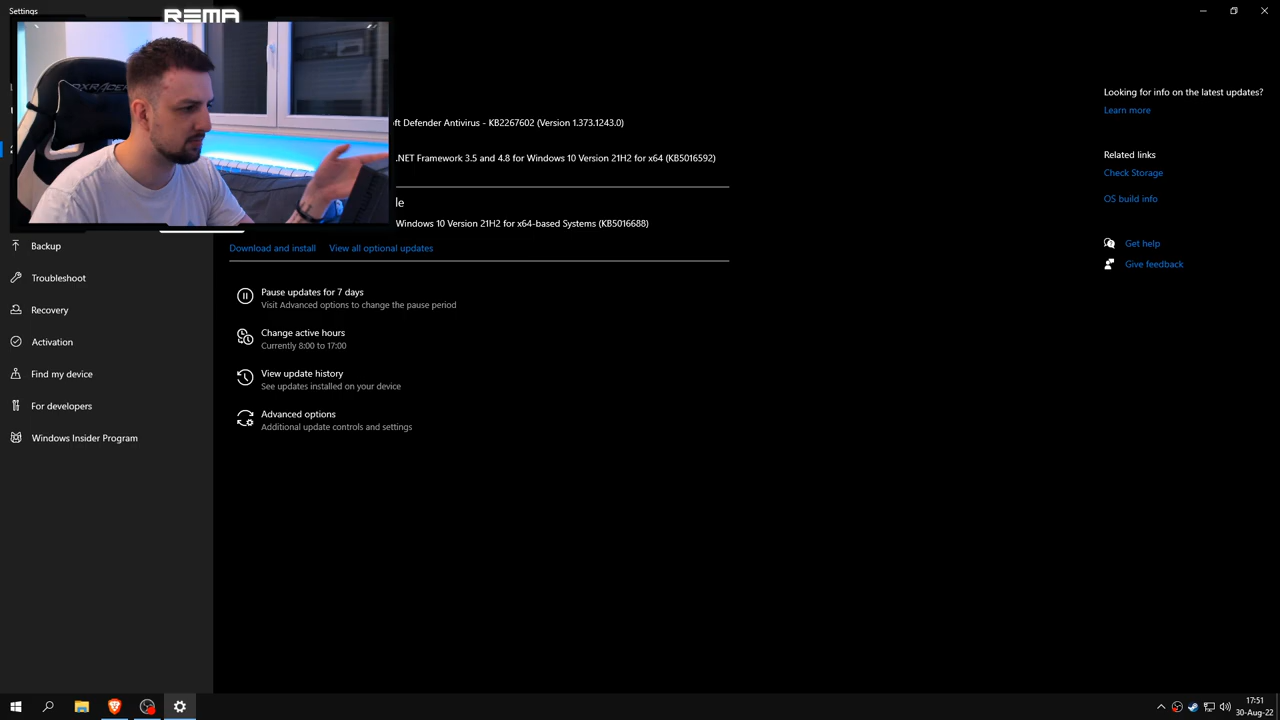 Settings
REMA
DXRACER
ft Defender Antivirus - KB2267602 (Version 1.373.1243.0)
.NET Framework 3.5 and 4.8 for Windows 10 Version 21H2 for x64 (KB5016592)
le
Windows 10 Version 21H2 for x64-based Systems (KB5016688)
Download and install View all optional updates
Pause updates for 7 days
Visit Advanced options to change the pause period
Change active hours
Currently 8:00 to 17:00
View update history
See updates installed on your device
Advanced options
Additional update controls and settings
Backup
Troubleshoot
Recovery
Activation
Find my device
For developers
Windows Insider Program
Looking for info on the latest updates?
Learn more
Related links
Check Storage
OS build info
Get help
Give feedback
17:51
30-Aug-22